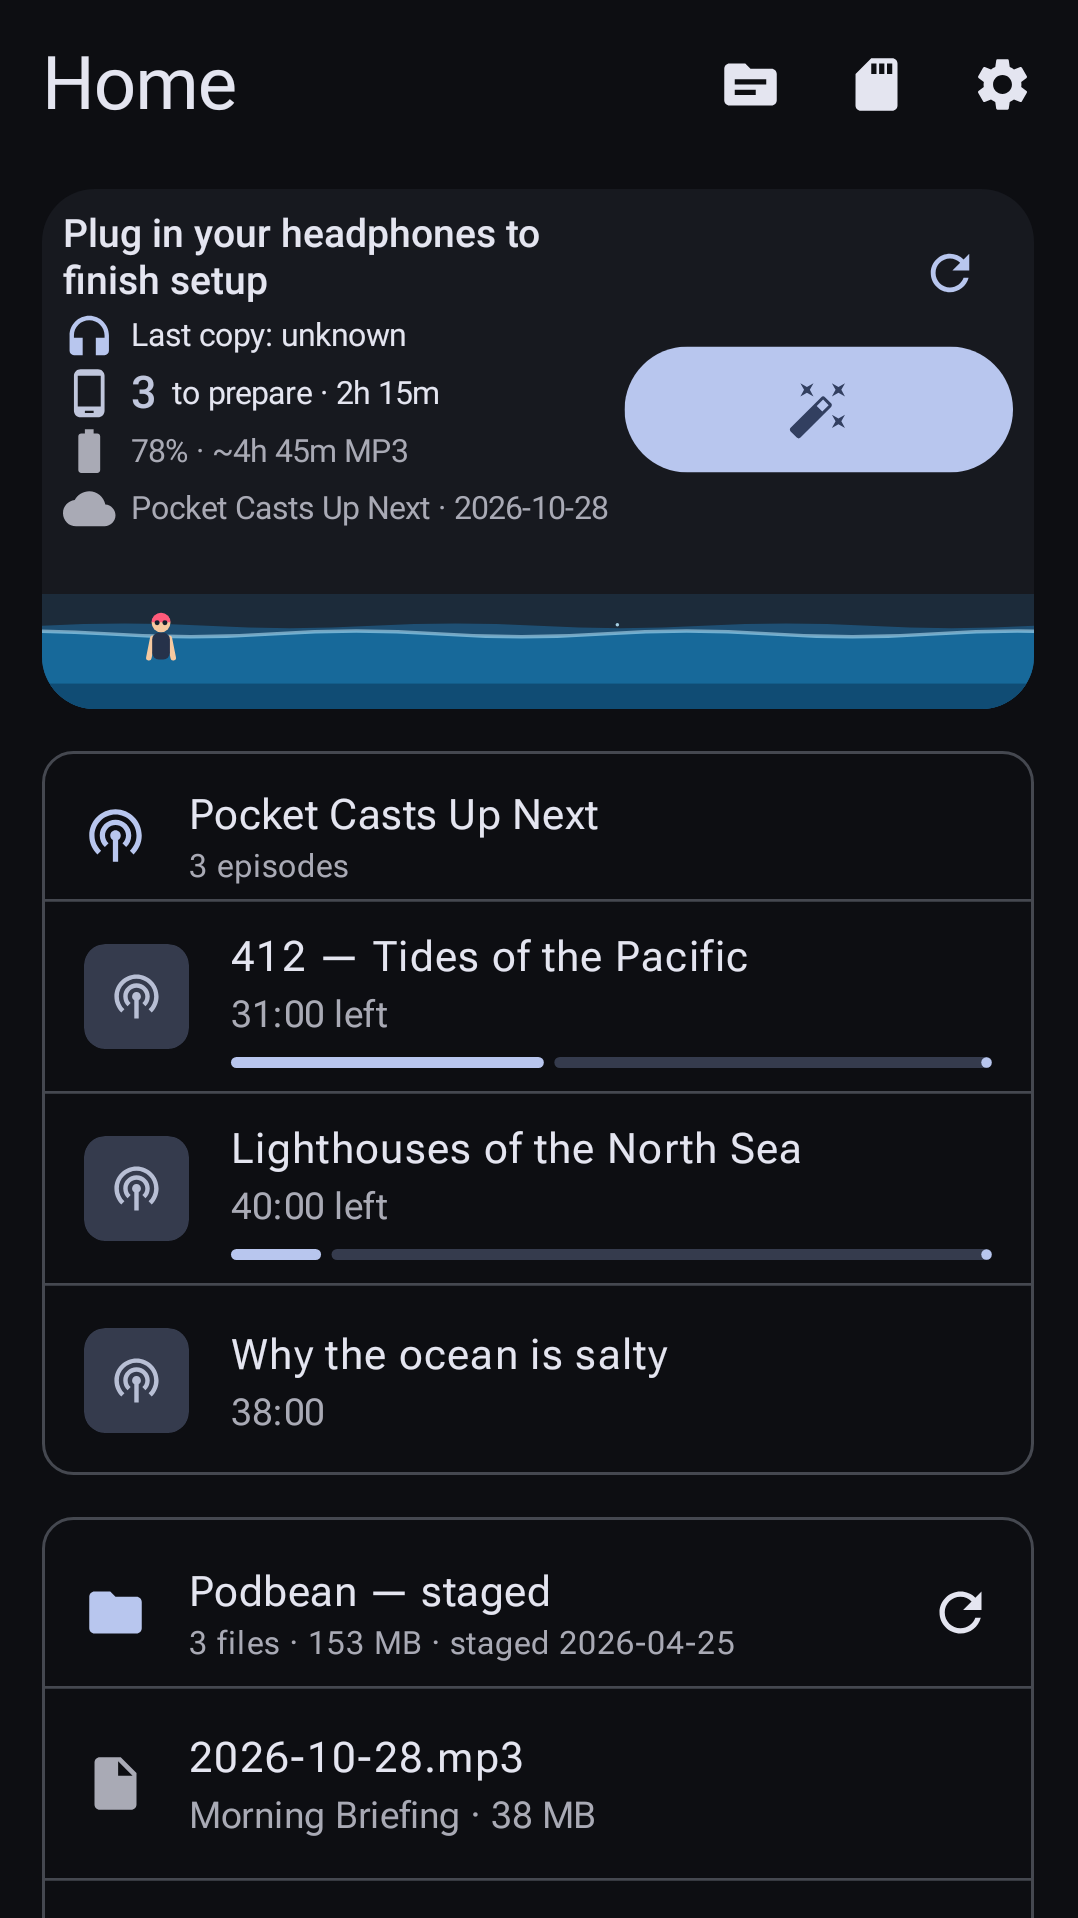 Home
Plug in your headphones to
finish setup
Last copy: unknown
3 to prepare · 2h 15m
78% · ~4h 45m MP3
Pocket Casts Up Next · 2026-10-28
Pocket Casts Up Next
3 episodes
412 — Tides of the Pacific
31:00 left
Lighthouses of the North Sea
40:00 left
Why the ocean is salty
38:00
Podbean — staged
3 files · 153 MB · staged 2026-04-25
2026-10-28.mp3
Morning Briefing · 38 MB